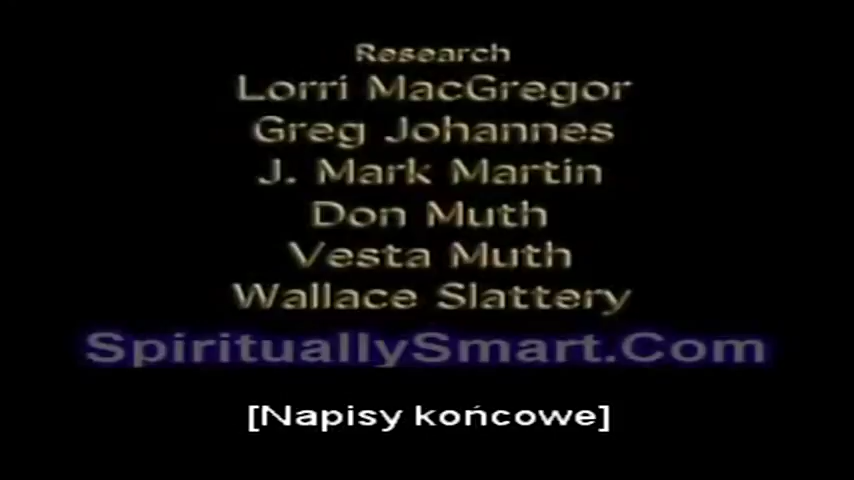 Research
Lorri MacGregor
Greg Johannes
J. Mark Martin
Don Muth
Vesta Muth
Wallace Slattery
SpirituallySmart.Com
[Napisy końcowe]